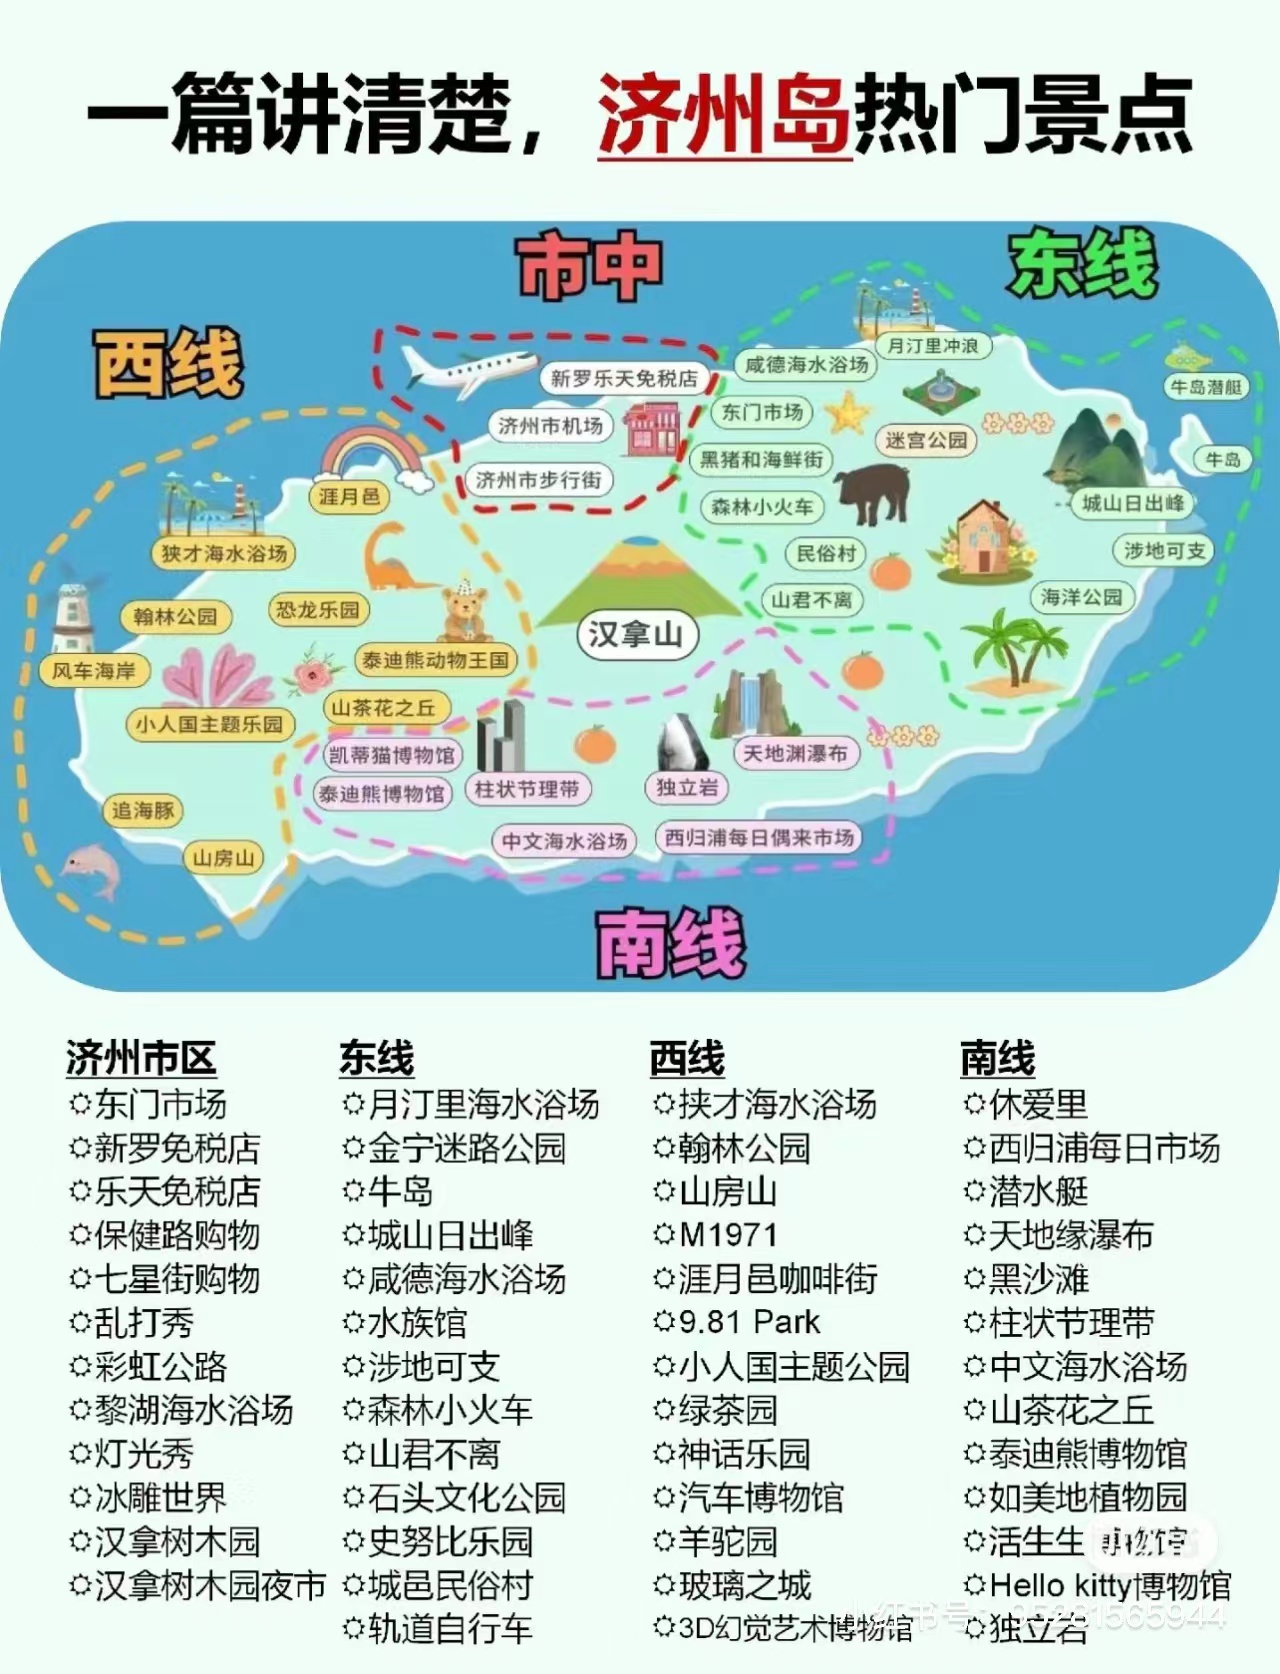 一篇讲清楚，济州岛热门景点
市中
东线
西线
月汀里冲浪
咸德海水浴场
新罗乐天免税店
牛岛潜艇
东门市场
济州市机场
迷宫公园
黑猪和海鲜街
牛岛
济州市步行街
涯月邑
森林小火车
城山日出峰
狭才海水浴场
民俗村
涉地可支
山君不离
海洋公园
恐龙乐园
翰林公园
汉拿山
泰迪熊动物王国
风车海岸
山茶花之丘
小人国主题乐园
凯蒂猫博物馆
天地渊瀑布
泰迪熊博物馆
柱状节理带
独立岩
追海豚
中文海水浴场
西归浦每日偶来市场
山房山
南线
济州市区
东门市场
新罗免税店
乐天免税店
保健路购物
七星街购物
乱打秀
彩虹公路
黎湖海水浴场
灯光秀
冰雕世界
汉拿树木园
汉拿树木园夜市
东线
月汀里海水浴场
金宁迷路公园
牛岛
城山日出峰
咸德海水浴场
水族馆
涉地可支
森林小火车
山君不离
石头文化公园
史努比乐园
城邑民俗村
轨道自行车
西线
挟才海水浴场
翰林公园
山房山
M1971
涯月邑咖啡街
9.81 Park
小人国主题公园
绿茶园
神话乐园
汽车博物馆
羊驼园
玻璃之城
3D幻觉艺术博物馆
南线
休爱里
西归浦每日市场
潜水艇
天地缘瀑布
黑沙滩
柱状节理带
中文海水浴场
山茶花之丘
泰迪熊博物馆
如美地植物园
活生生博物馆
Hello kitty博物馆
独立岩
小红书号：95281565944